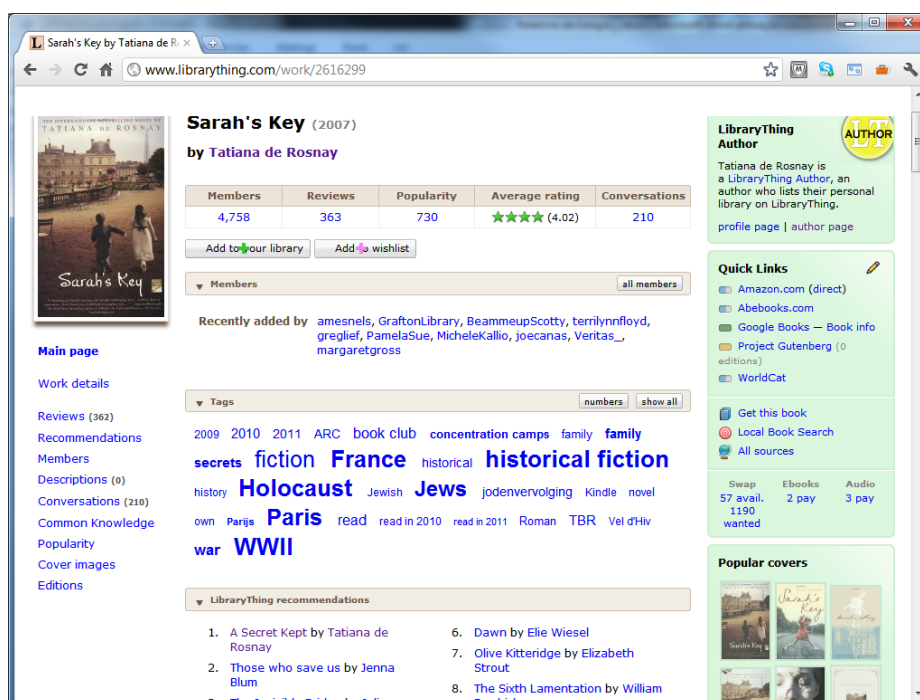 Sarah's Key by Tatiana de R
www.librarything.com/work/2616299
TATIANA DE ROSNAY
Sarah's Key
Main page
Work details
Reviews (362)
Recommendations
Members
Descriptions (0)
Conversations (210)
Common Knowledge
Popularity
Cover images
Editions
Sarah's Key (2007)
by Tatiana de Rosnay
Members Reviews Popularity Average rating Conversations
4,758 363 730 (4.02) 210
Add to your library Add to wishlist
Members all members
Recently added by amesnels, GraftonLibrary, BeammeupScotty, terrilynnfloyd,
greglief, PamelaSue, MicheleKallio, joecanas, Veritas_,
margaretgross
Tags numbers show all
2009 2010 2011 ARC book club concentration camps family family
secrets fiction France historical historical fiction
history Holocaust Jewish Jews jodenvervolging Kindle novel
own Parijs Paris read read in 2010 read in 2011 Roman TBR Vel d'Hiv
war WWII
LibraryThing recommendations
1. A Secret Kept by Tatiana de
Rosnay
2. Those who save us by Jenna
Blum
6. Dawn by Elie Wiesel
7. Olive Kitteridge by Elizabeth
Strout
8. The Sixth Lamentation by William
LibraryThing
Author
LT
AUTHOR
Tatiana de Rosnay is
a LibraryThing Author, an
author who lists their personal
library on LibraryThing.
profile page | author page
Quick Links
Amazon.com (direct)
Abebooks.com
Google Books — Book info
Project Gutenberg (0
editions)
WorldCat
Get this book
Local Book Search
All sources
Swap Ebooks Audio
57 avail. 2 pay 3 pay
1190
wanted
Popular covers
Sarah's Key
Sarah's
Key